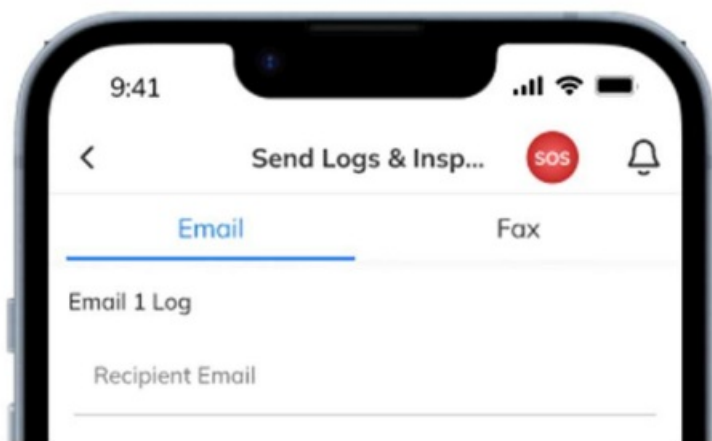 9:41
Send Logs & Insp... SOS
Email Fax
Email 1 Log
Recipient Email